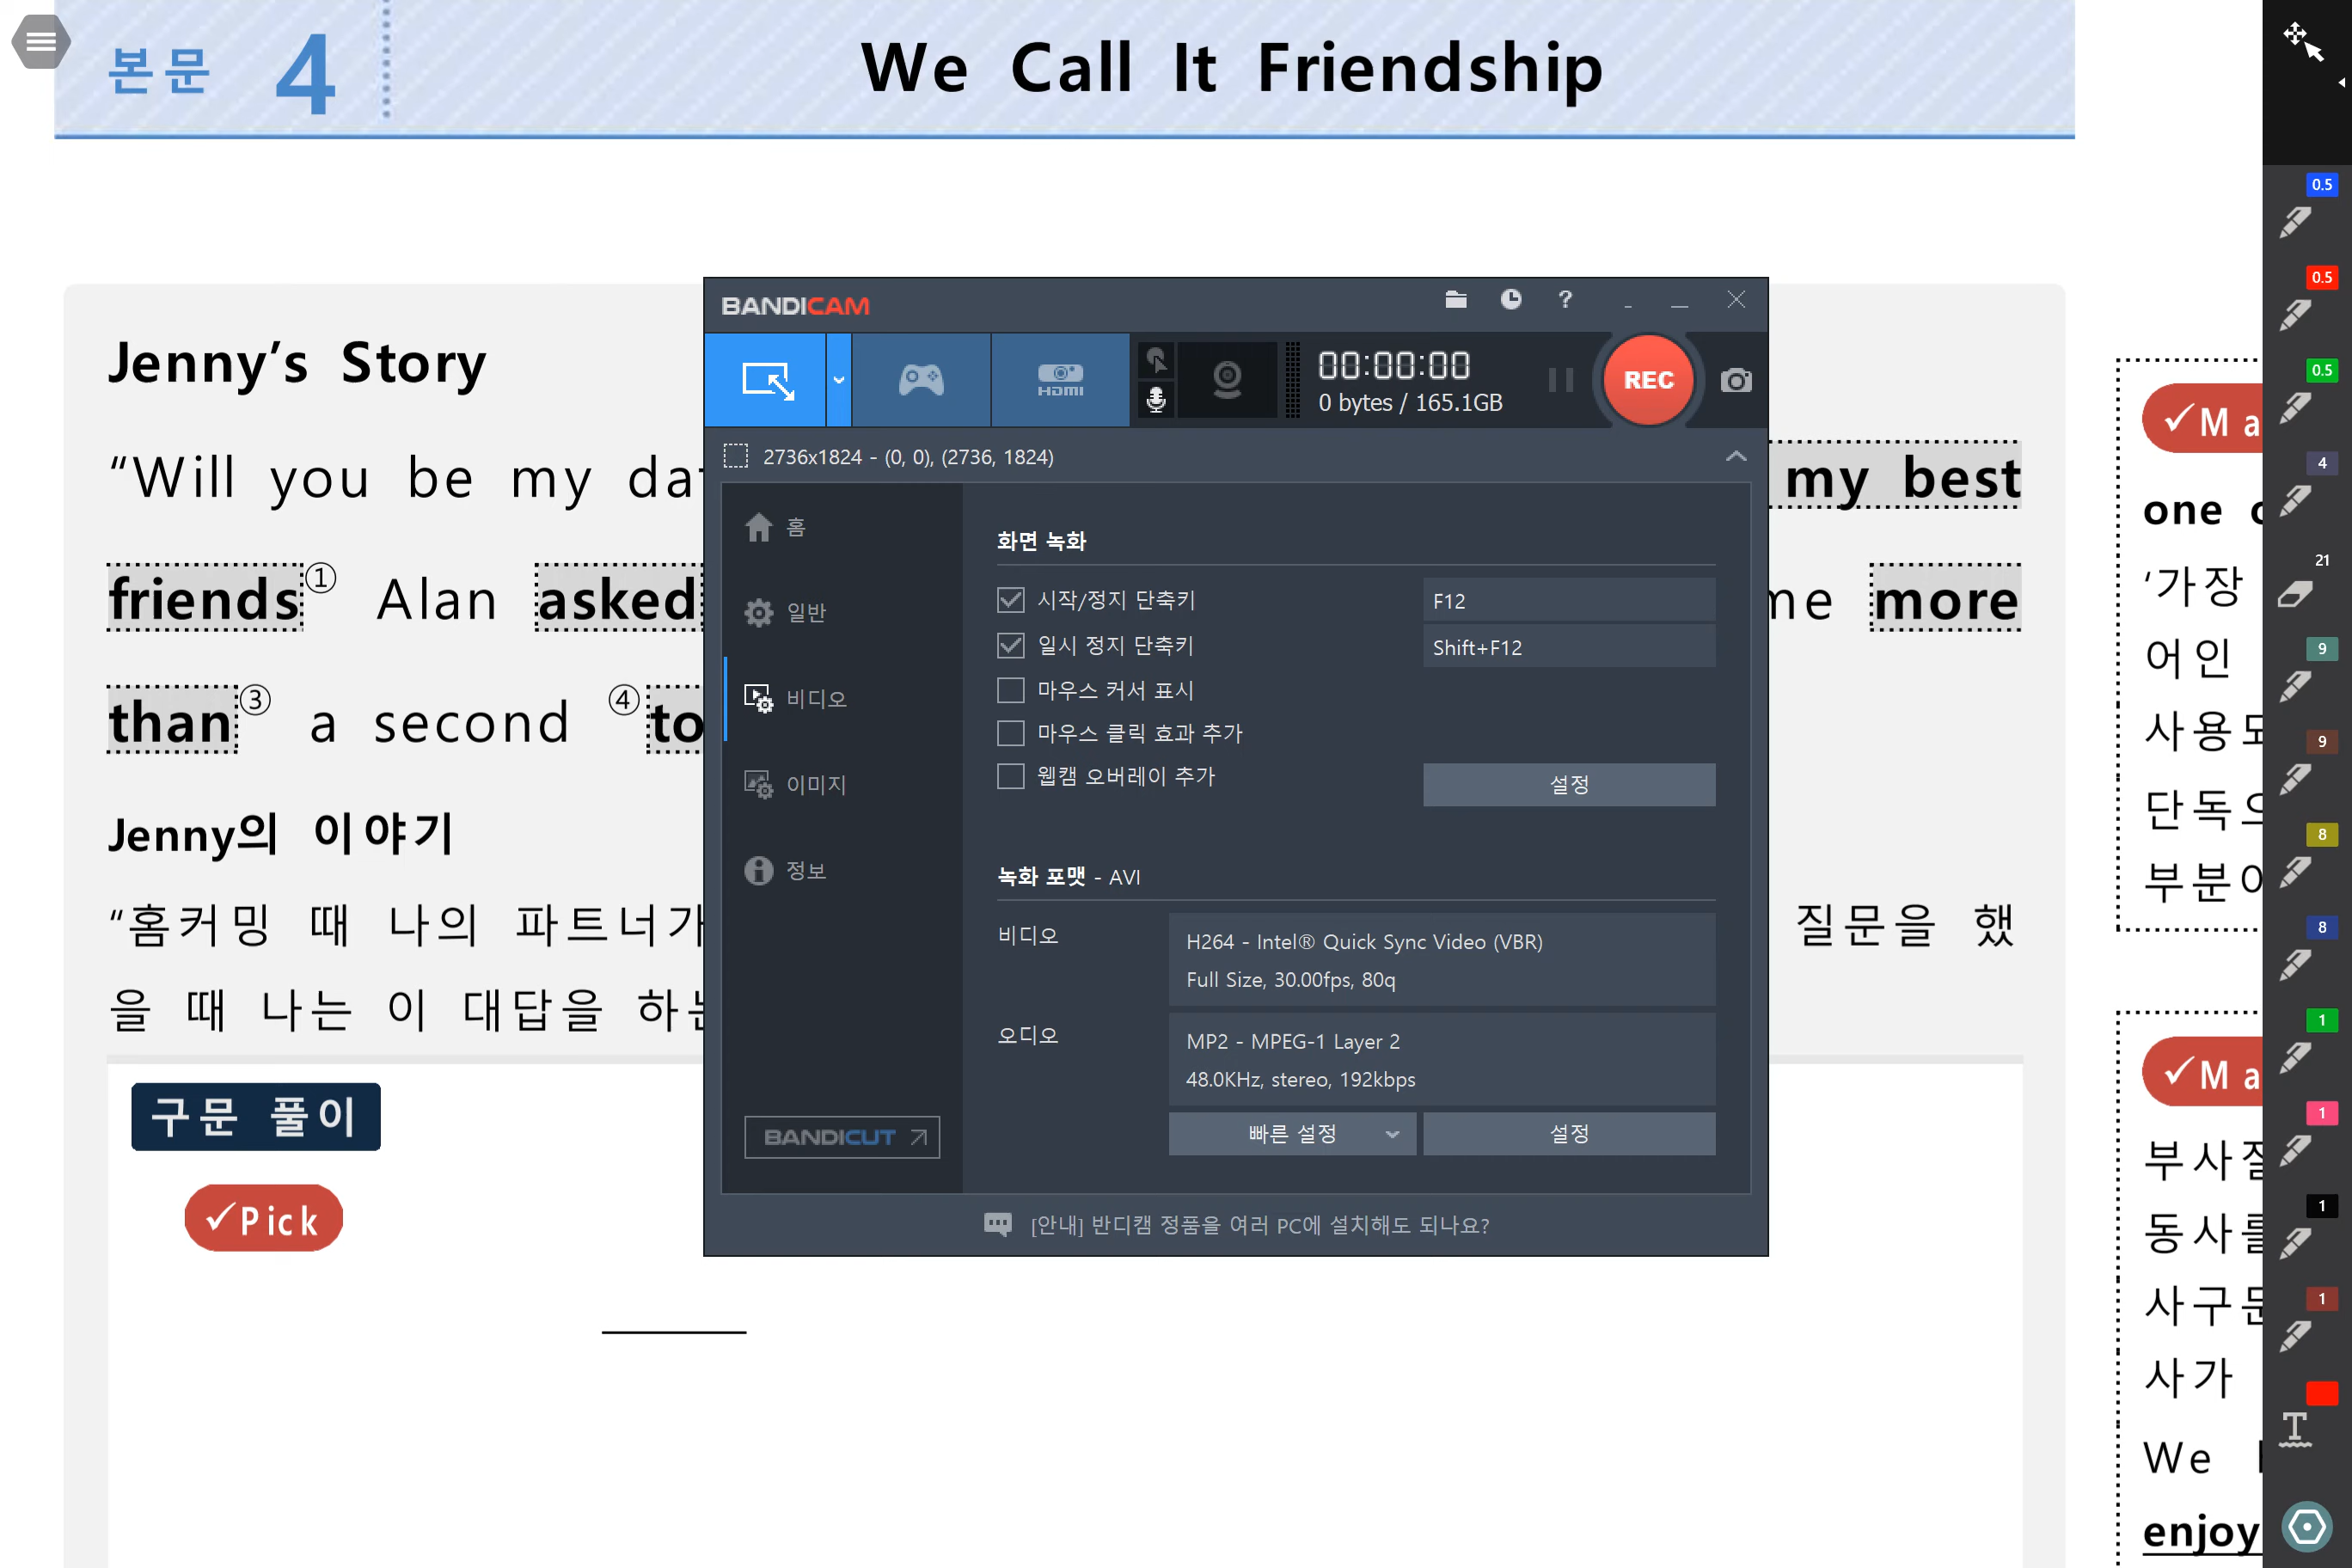 본문 4
We Call It Friendship
Jenny's Story
“Will you be my
my best
friends① Alan asked
more
than③ a second ④to
Jenny의 이야기
“홈커밍 때 나의 파트너가
질문을 했
을 때 나는 이 대답을
구문 풀이
✓Pick
BANDICAM
?
HDMI
00:00:00
0 bytes / 165.1GB
REC
2736x1824 - (0, 0), (2736, 1824)
홈
일반
비디오
이미지
정보
BANDICUT
화면 녹화
시작/정지 단축키 F12
일시 정지 단축키 Shift+F12
마우스 커서 표시
마우스 클릭 효과 추가
웹캠 오버레이 추가 설정
녹화 포맷 - AVI
비디오
H264 - Intel® Quick Sync Video (VBR)
Full Size, 30.00fps, 80q
오디오
MP2 - MPEG-1 Layer 2
48.0KHz, stereo, 192kbps
빠른 설정 설정
[안내] 반디캠 정품을 여러 PC에 설치해도 되나요?
✓Ma
one
‘가장
어인
사용
단독
부분
✓Ma
부사
동사를
사구문
사가
We
enjoy
0.5
0.5
0.5
4
21
9
9
8
8
1
1
1
1
T